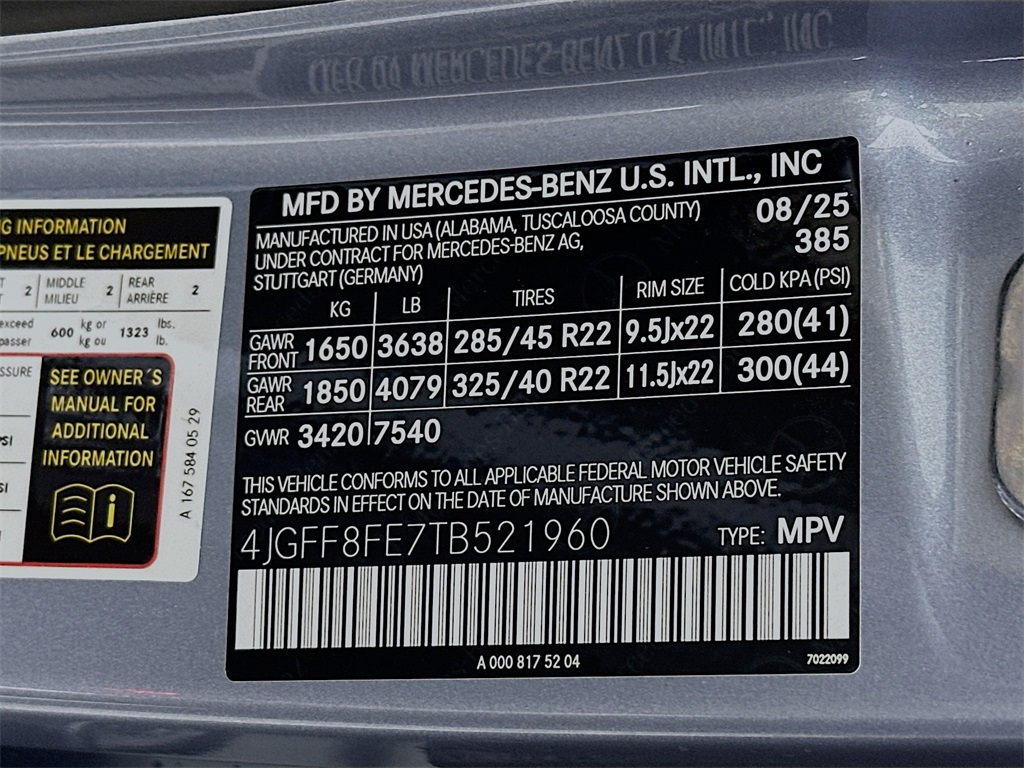 MFD BY MERCEDES-BENZ U.S. INTL., INC
MANUFACTURED IN USA (ALABAMA, TUSCALOOSA COUNTY) 08/25
UNDER CONTRACT FOR MERCEDES-BENZ AG, 385
STUTTGART (GERMANY)
KG LB TIRES RIM SIZE COLD KPA (PSI)
GAWR FRONT 1650 3638 285/45 R22 9.5Jx22 280(41)
GAWR REAR 1850 4079 325/40 R22 11.5Jx22 300(44)
GVWR 3420 7540
THIS VEHICLE CONFORMS TO ALL APPLICABLE FEDERAL MOTOR VEHICLE SAFETY
STANDARDS IN EFFECT ON THE DATE OF MANUFACTURE SHOWN ABOVE.
4JGFF8FE7TB521960 TYPE: MPV
A 000 817 52 04 7022099
G INFORMATION
PNEUS ET LE CHARGEMENT
2 MIDDLE 2 REAR 2
MILIEU ARRIÈRE
exceed 600 kg or 1323 lbs.
passer kg ou lb.
SSURE
SEE OWNER´S
MANUAL FOR
ADDITIONAL
INFORMATION
PSI
SI
A 167 584 05 29